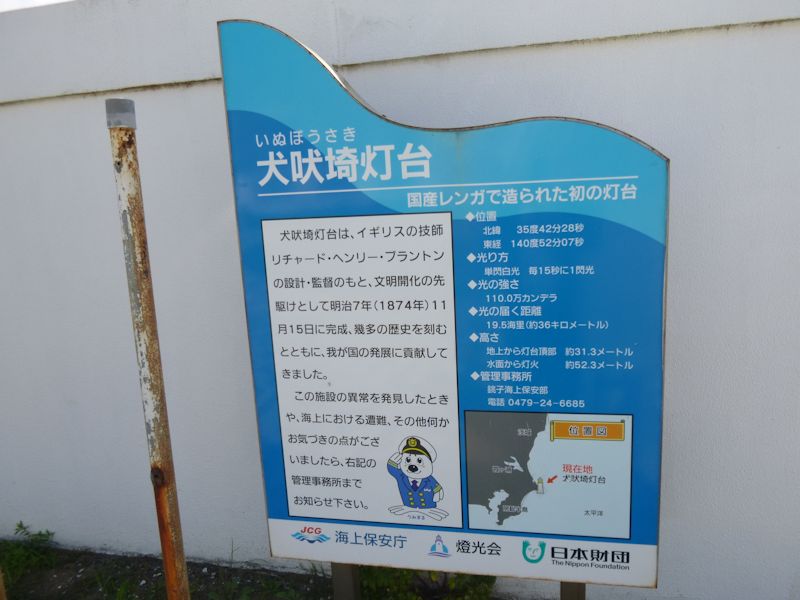 いぬぼうさき
犬吠埼灯台
国産レンガで造られた初の灯台
犬吠埼灯台は、イギリスの技師
リチャード・ヘンリー・ブラントン
の設計・監督のもと、文明開化の先
駆けとして明治7年（1874年）11
月15日に完成、幾多の歴史を刻む
とともに、我が国の発展に貢献して
きました。
この施設の異常を発見したとき
や、海上における遭難、その他何か
お気づきの点がござ
いましたら、右記の
管理事務所まで
お知らせ下さい。
うみまる
◆位置
北緯 35度42分28秒
東経 140度52分07秒
◆光り方
単閃白光 毎15秒に1閃光
◆光の強さ
110.0万カンデラ
◆光の届く距離
19.5海里（約36キロメートル）
◆高さ
地上から灯台頂部 約31.3メートル
水面から灯火 約52.3メートル
◆管理事務所
銚子海上保安部
電話 0479-24-6685
位置図
茨城
霞ヶ浦
現在地
犬吠埼灯台
房総半島
太平洋
JCG 海上保安庁
燈光会
日本財団
The Nippon Foundation